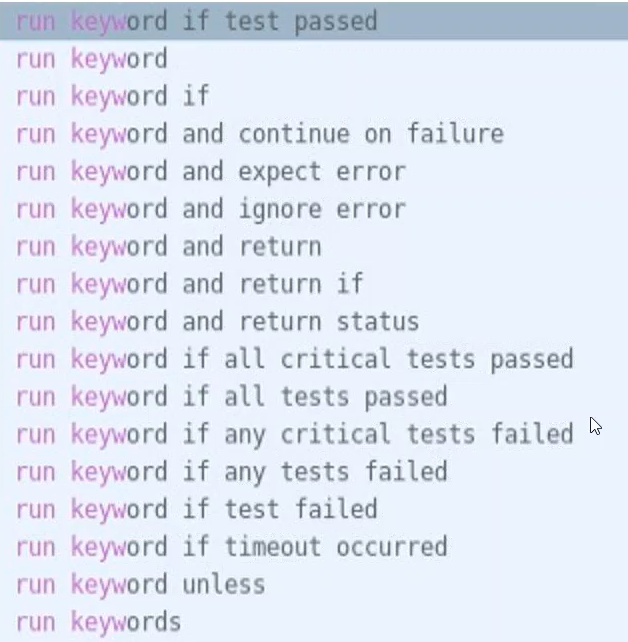 run keyword if test passed
run keyword
run keyword if
run keyword and continue on failure
run keyword and expect error
run keyword and ignore error
run keyword and return
run keyword and return if
run keyword and return status
run keyword if all critical tests passed
run keyword if all tests passed
run keyword if any critical tests failed
run keyword if any tests failed
run keyword if test failed
run keyword if timeout occurred
run keyword unless
run keywords